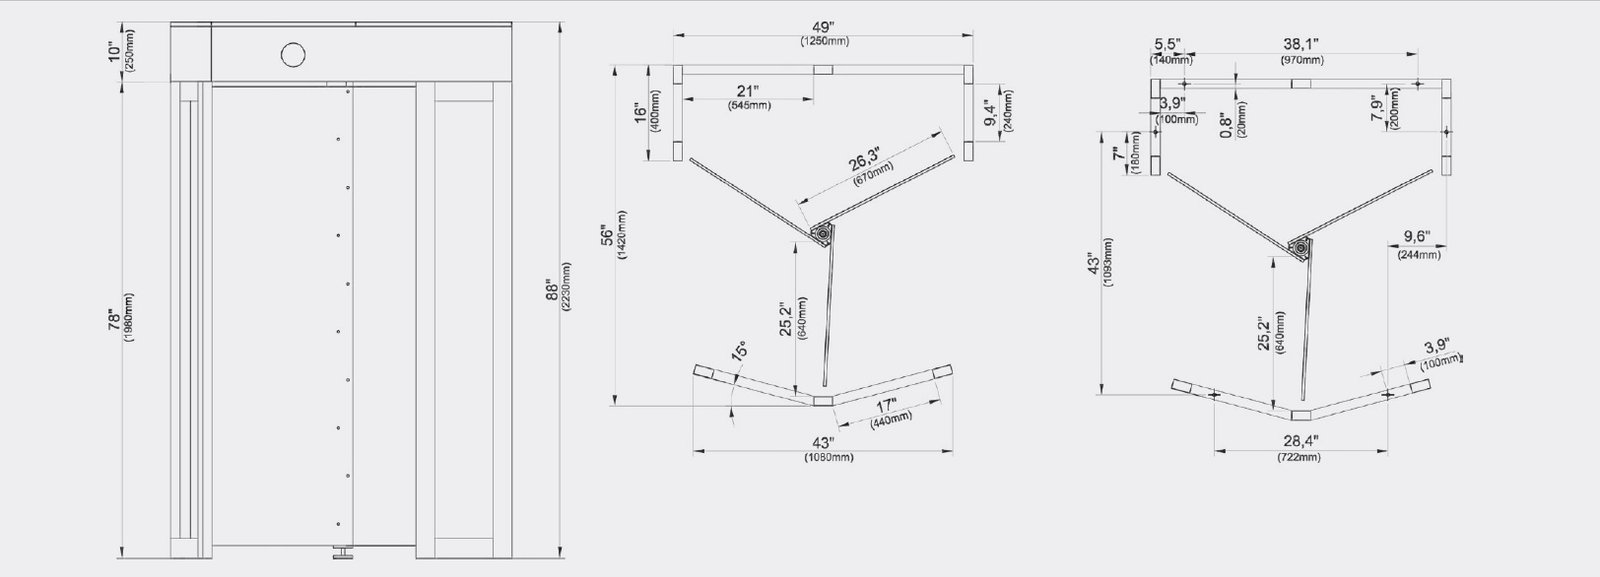 10"
(250mm)
78"
(1980mm)
88"
(2230mm)
49"
(1250mm)
21"
(545mm)
16"
(400mm)
9,4"
(240mm)
26,3"
(670mm)
56"
(1420mm)
25,2"
(640mm)
15°
17"
(440mm)
43"
(1080mm)
5,5"
(140mm)
38,1"
(970mm)
3,9"
(100mm)
0,8"
(20mm)
7,9"
(200mm)
7"
(180mm)
9,6"
(244mm)
43"
(1093mm)
25,2"
(640mm)
3,9"
(100mm)
28,4"
(722mm)